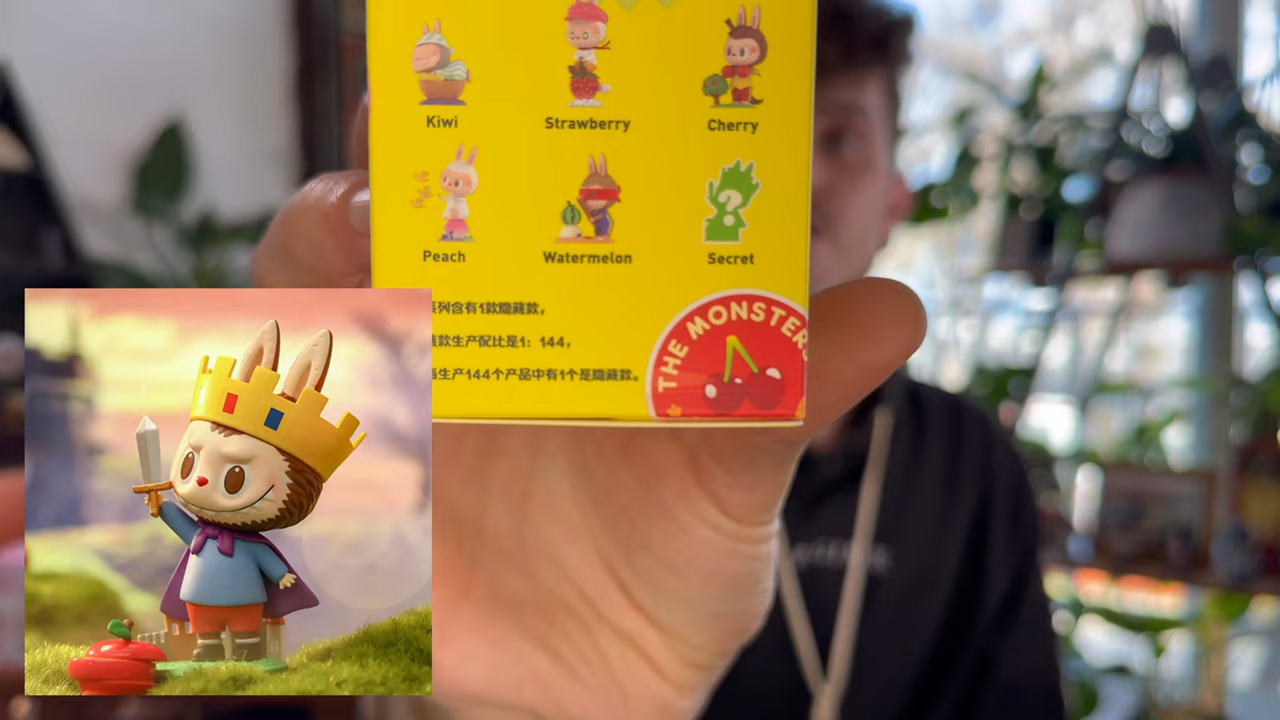 Kiwi
Strawberry
Cherry
Peach
Watermelon
Secret
列含有1款隐藏款,
款生产配比是1:144,
生产144个产品中有1个是隐藏款。
THE MONSTERS